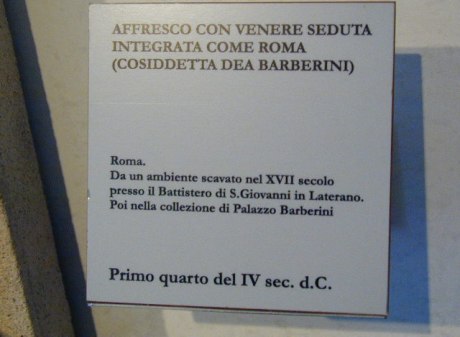 AFFRESCO CON VENERE SEDUTA
INTEGRATA COME ROMA
(COSIDDETTA DEA BARBERINI)
Roma.
Da un ambiente scavato nel XVII secolo
presso il Battistero di S.Giovanni in Laterano.
Poi nella collezione di Palazzo Barberini
Primo quarto del IV sec. d.C.